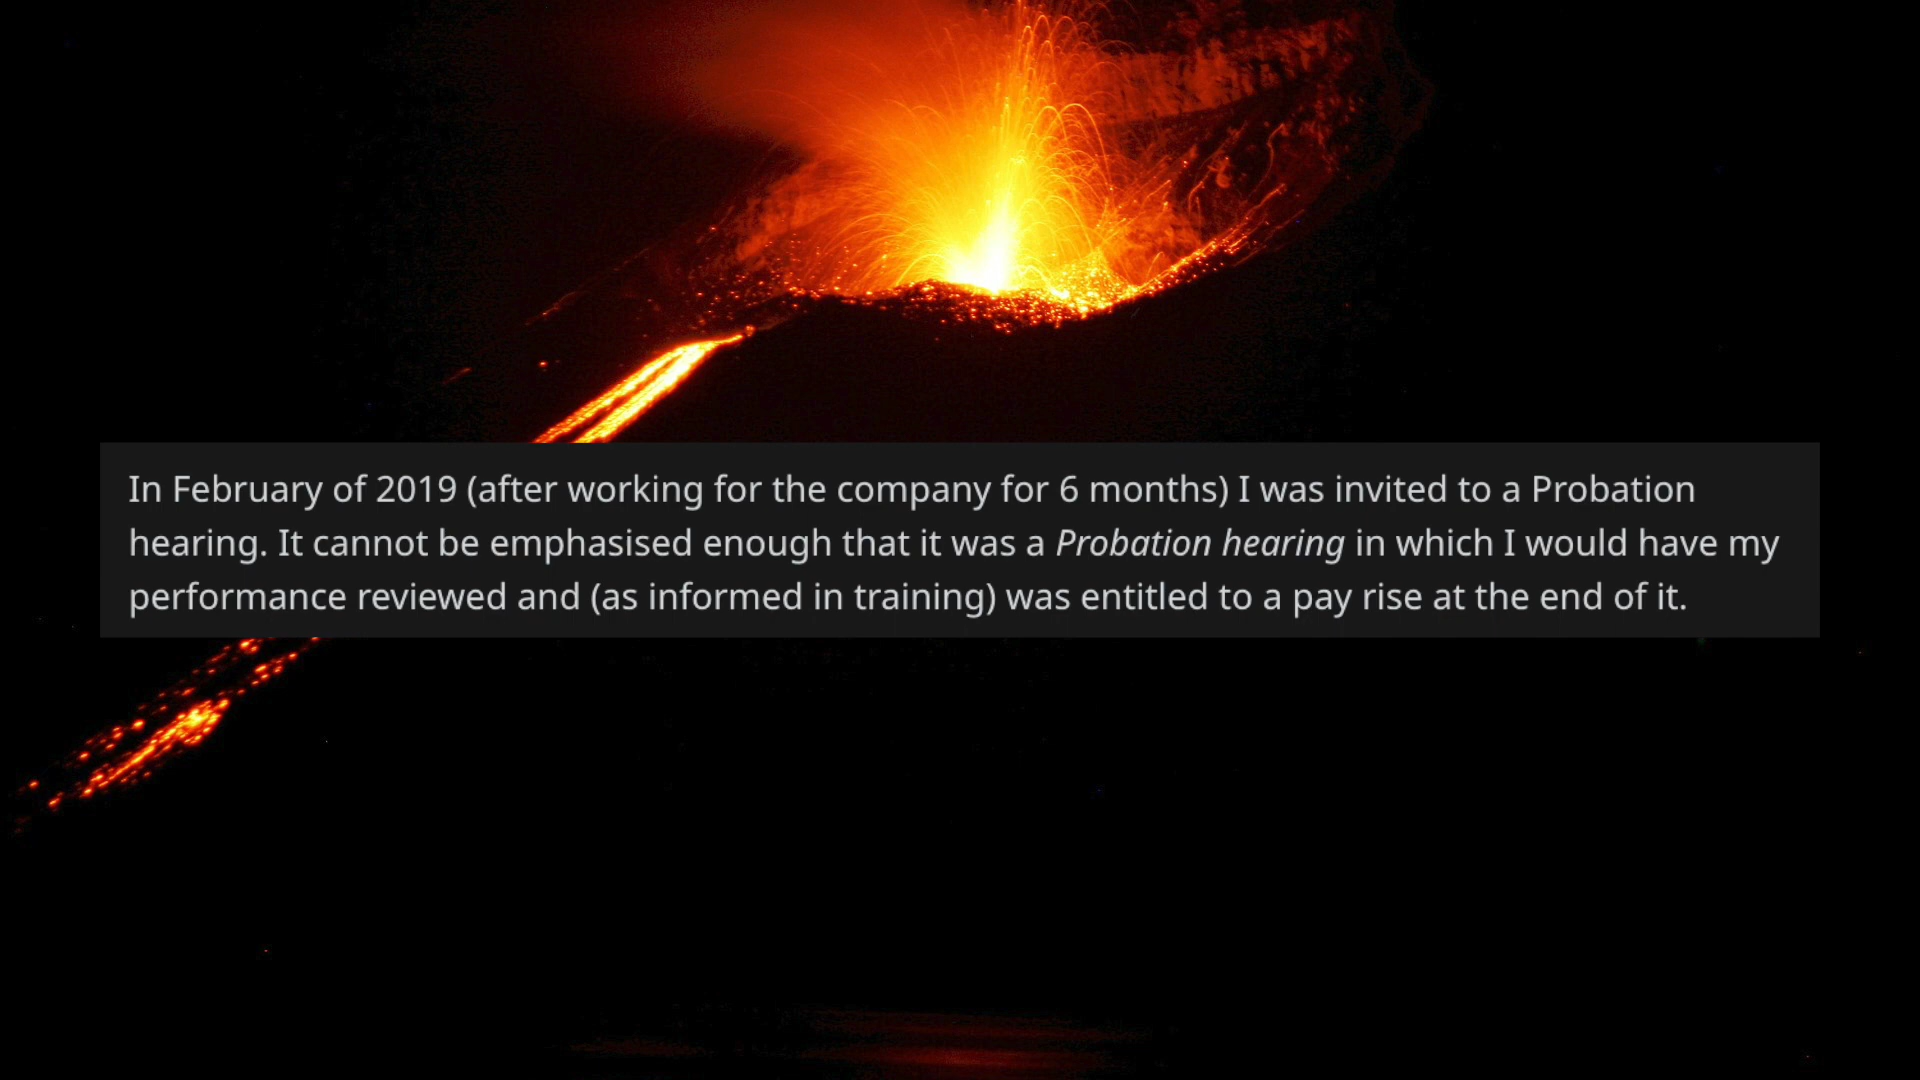 In February of 2019 (after working for the company for 6 months) I was invited to a Probation
hearing. It cannot be emphasised enough that it was a Probation hearing in which I would have my
performance reviewed and (as informed in training) was entitled to a pay rise at the end of it.